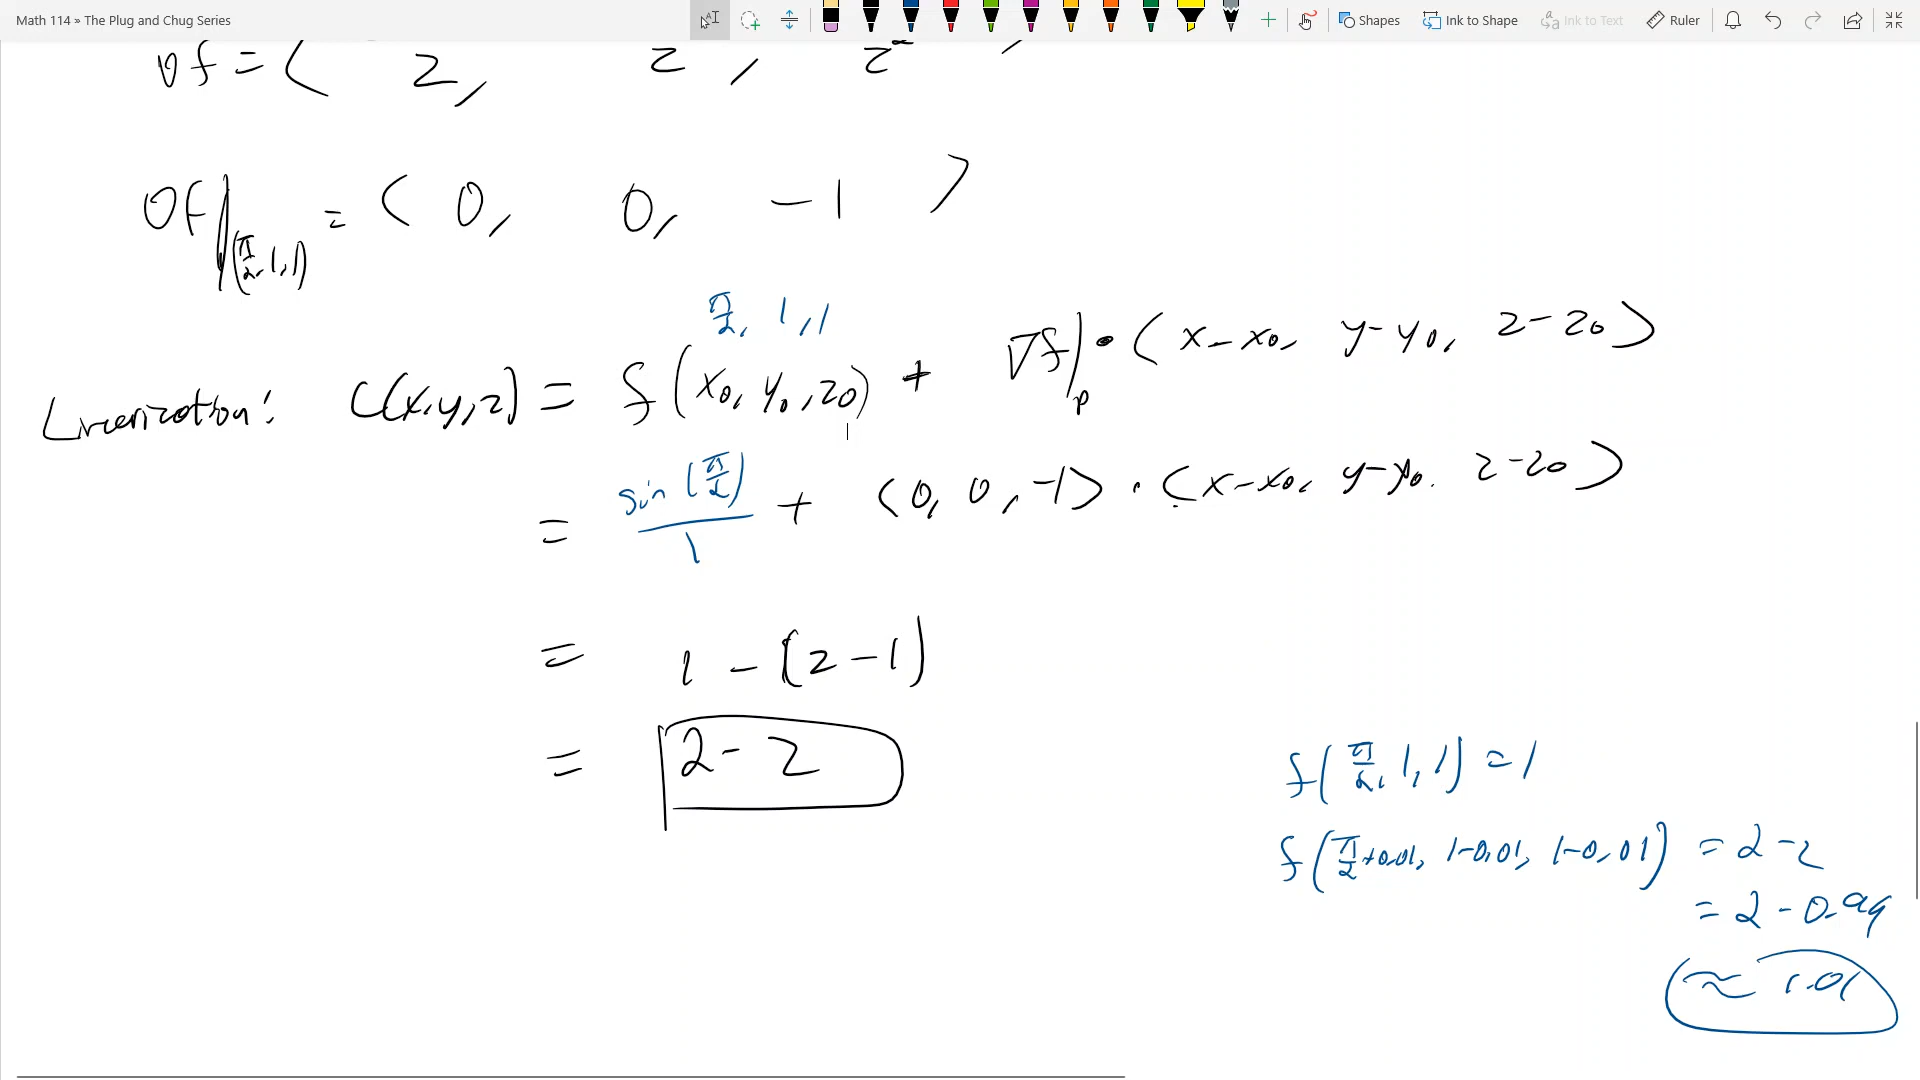 Math 114 » The Plug and Chug Series
Shapes
Ink to Shape
Ink to Text
Ruler
∇f = ⟨ z, z, z² ⟩
∇f|(π/2, 1, 1) = ⟨ 0, 0, -1 ⟩
π/2, 1, 1
Linearization: L(x,y,z) = f(x₀, y₀, z₀) + ∇f|p • ⟨x-x₀, y-y₀, z-z₀⟩
= sin(π/2)/1 + ⟨0, 0, -1⟩ · ⟨x-x₀, y-y₀, z-z₀⟩
= 1 - (z-1)
= 2 - z
f(π/2, 1, 1) = 1
f(π/2+0.01, 1-0.01, 1-0.01) = 2 - z
= 2 - 0.99
≈ 1.01